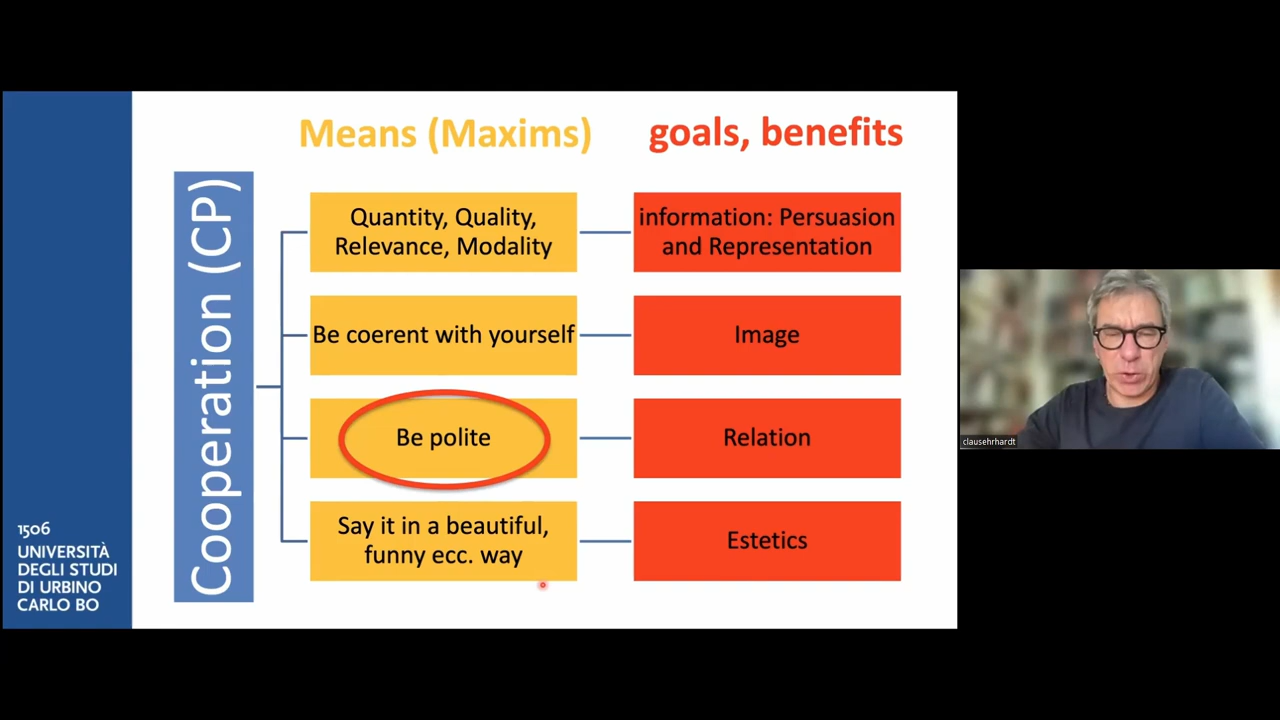 Means (Maxims)
goals, benefits
Cooperation (CP)
Quantity, Quality,
Relevance, Modality
information: Persuasion
and Representation
Be coerent with yourself
Image
Be polite
Relation
Say it in a beautiful,
funny ecc. way
Estetics
1506
UNIVERSITÀ
DEGLI STUDI
DI URBINO
CARLO BO
clausehrhardt